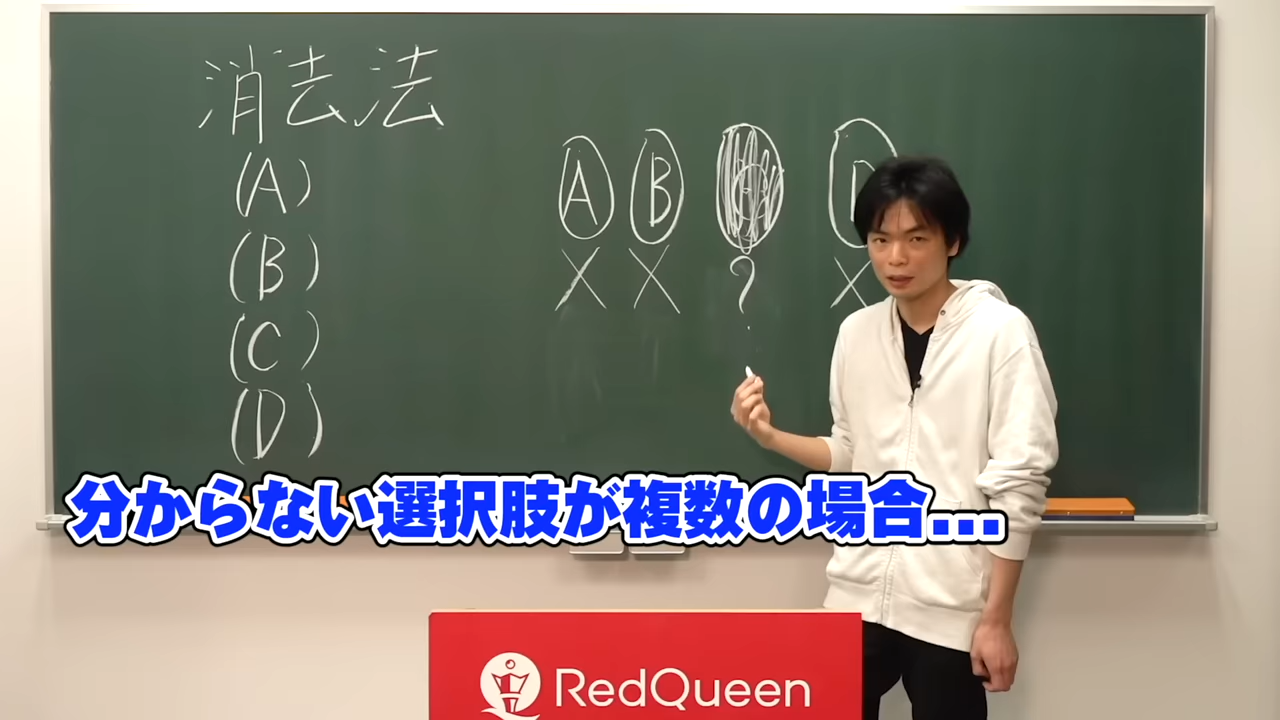 消去法
(A)
(B)
(C)
(D)
A B C D
× × ? ×
分からない選択肢が複数の場合...
RedQueen